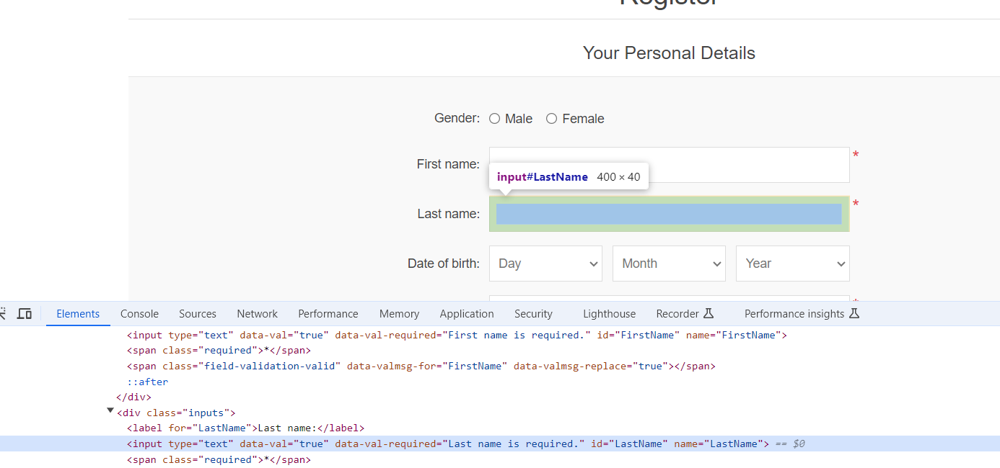 Register
Your Personal Details
Gender: Male Female
First name: *
input#LastName 400 × 40
Last name: *
Date of birth: Day Month Year
*
Elements Console Sources Network Performance Memory Application Security Lighthouse Recorder Performance insights
<input type="text" data-val="true" data-val-required="First name is required." id="FirstName" name="FirstName">
<span class="required">*</span>
<span class="field-validation-valid" data-valmsg-for="FirstName" data-valmsg-replace="true"></span>
::after
</div>
<div class="inputs">
<label for="LastName">Last name:</label>
<input type="text" data-val="true" data-val-required="Last name is required." id="LastName" name="LastName"> == $0
<span class="required">*</span>